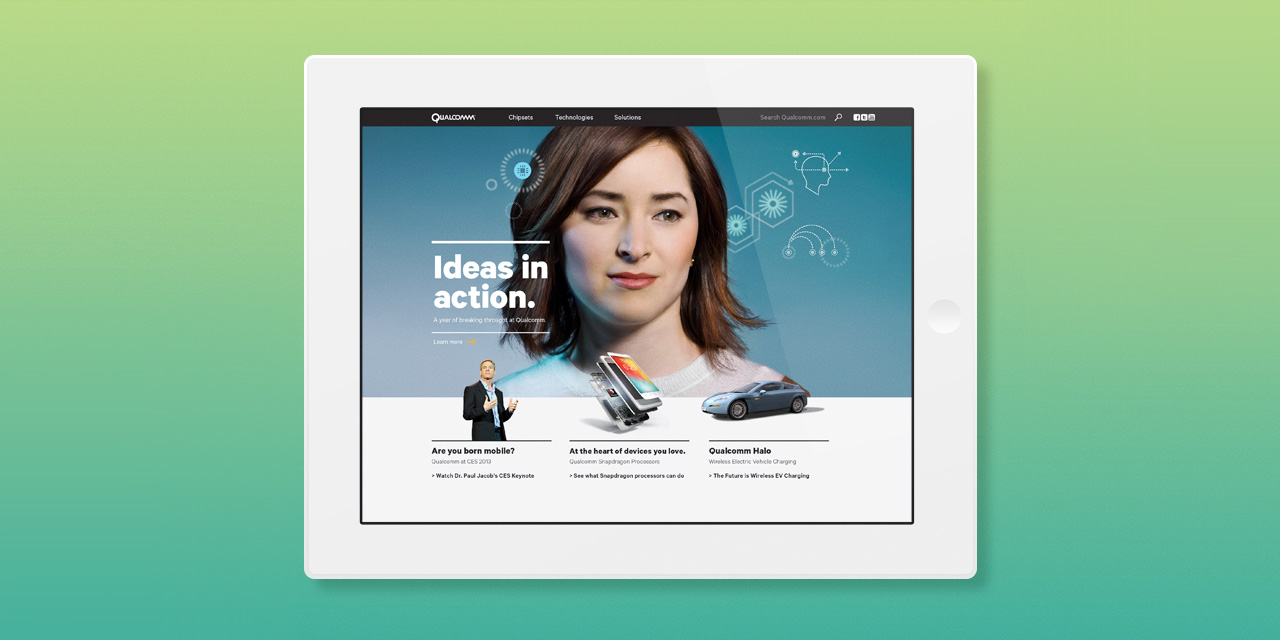 QUALCOMM Chipsets Technologies Solutions Search Qualcomm.com
Ideas in
action.
A year of breaking through at Qualcomm.
Learn more
Are you born mobile?
Qualcomm at CES 2013
> Watch Dr. Paul Jacob's CES Keynote
At the heart of devices you love.
Qualcomm Snapdragon Processors
> See what Snapdragon processors can do
Qualcomm Halo
Wireless Electric Vehicle Charging
> The Future is Wireless EV Charging